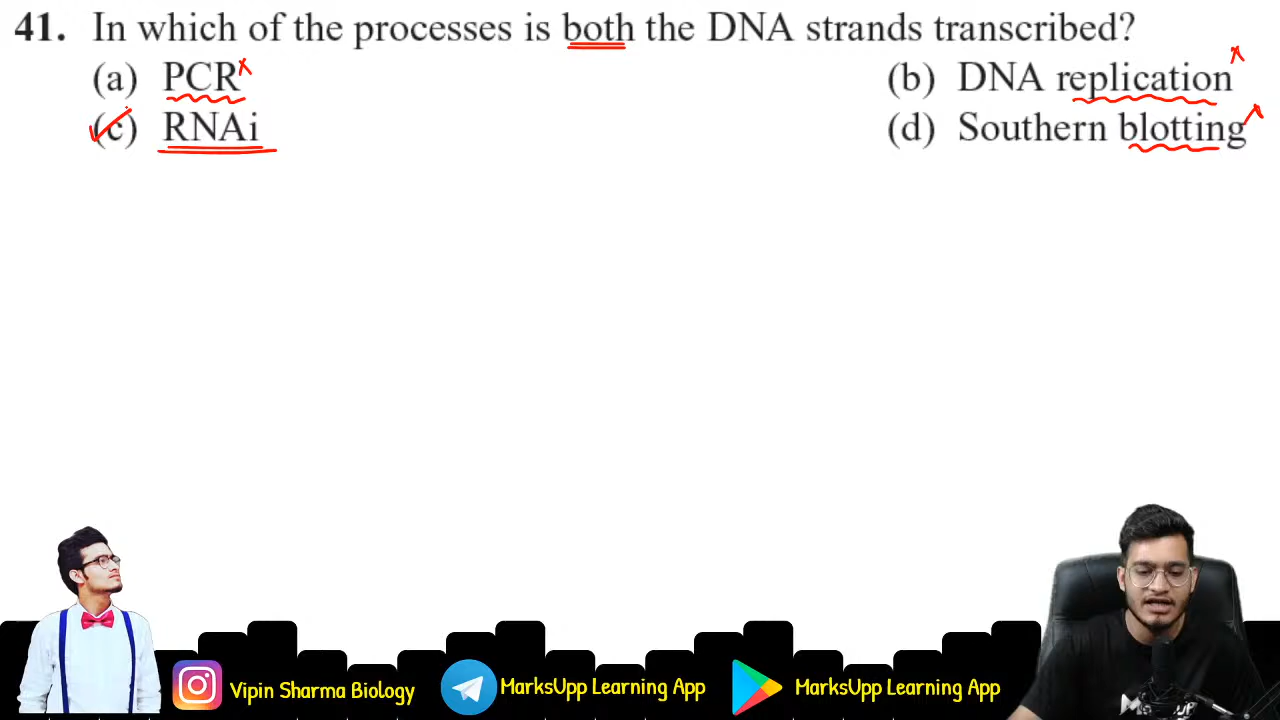 41. In which of the processes is both the DNA strands transcribed?
(a) PCR (b) DNA replication
(c) RNAi (d) Southern blotting
Vipin Sharma Biology MarksUpp Learning App MarksUpp Learning App